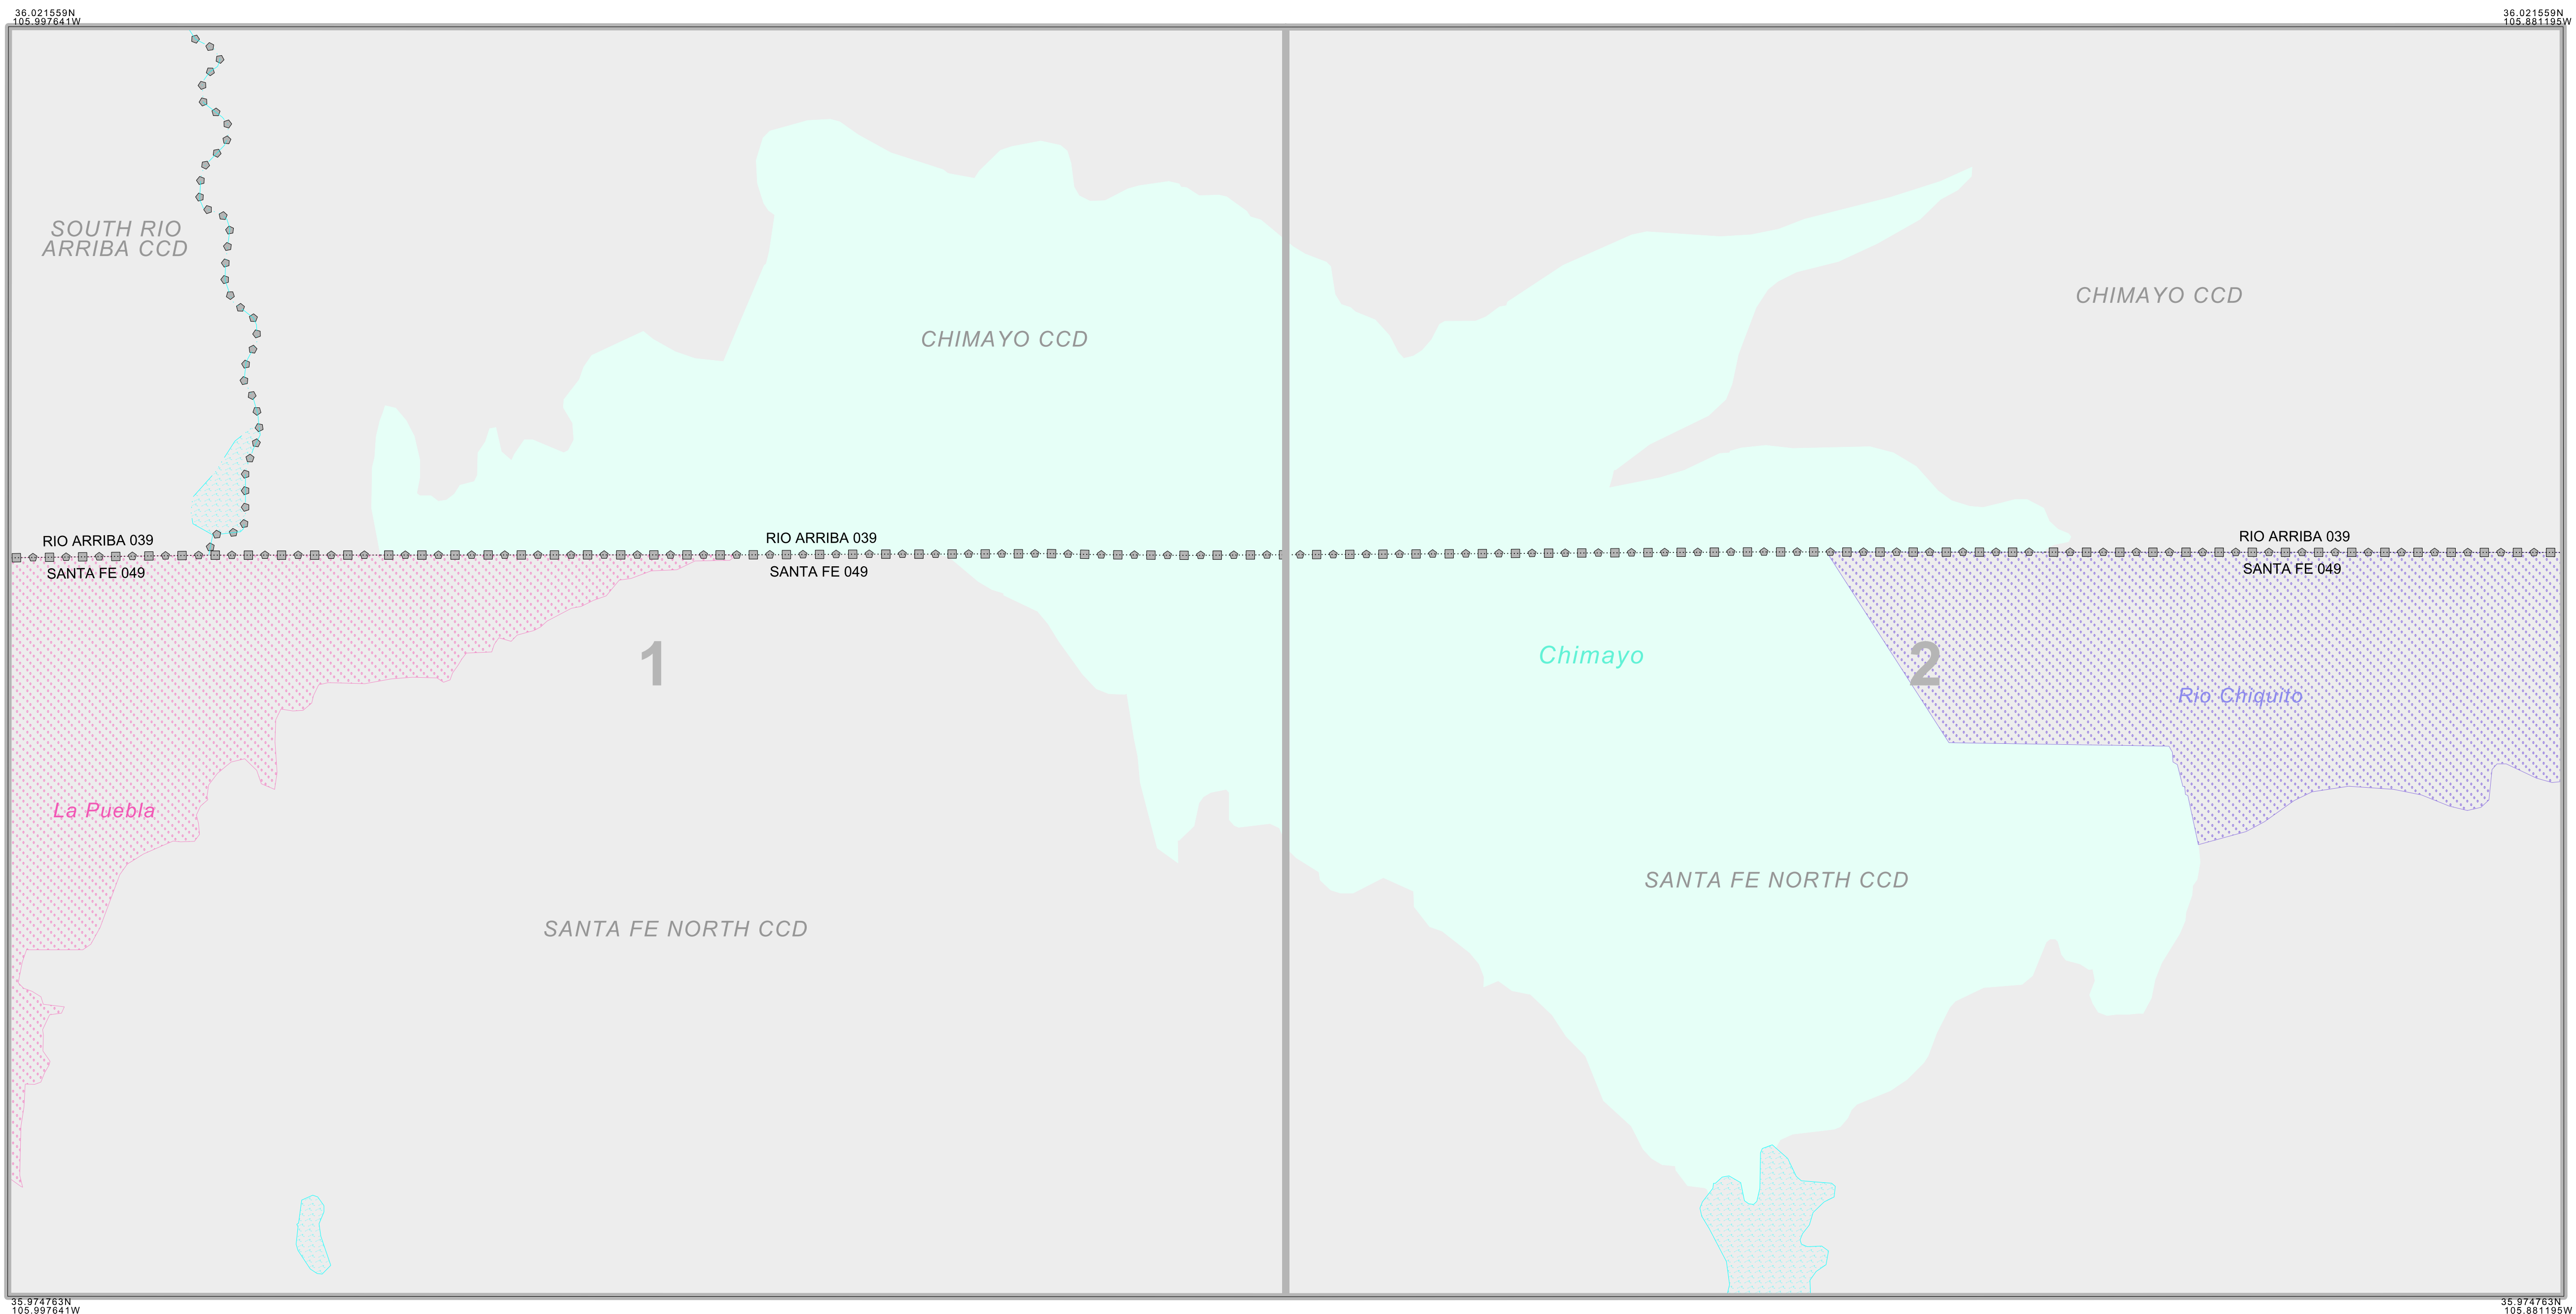 36.021559N
105.997641W
36.021559N
105.881195W
SOUTH RIO
ARRIBA CCD
CHIMAYO CCD
CHIMAYO CCD
RIO ARRIBA 039
SANTA FE 049
RIO ARRIBA 039
SANTA FE 049
RIO ARRIBA 039
SANTA FE 049
1
Chimayo
2
Rio Chiquito
La Puebla
SANTA FE NORTH CCD
SANTA FE NORTH CCD
35.974763N
105.997641W
35.974763N
105.881195W